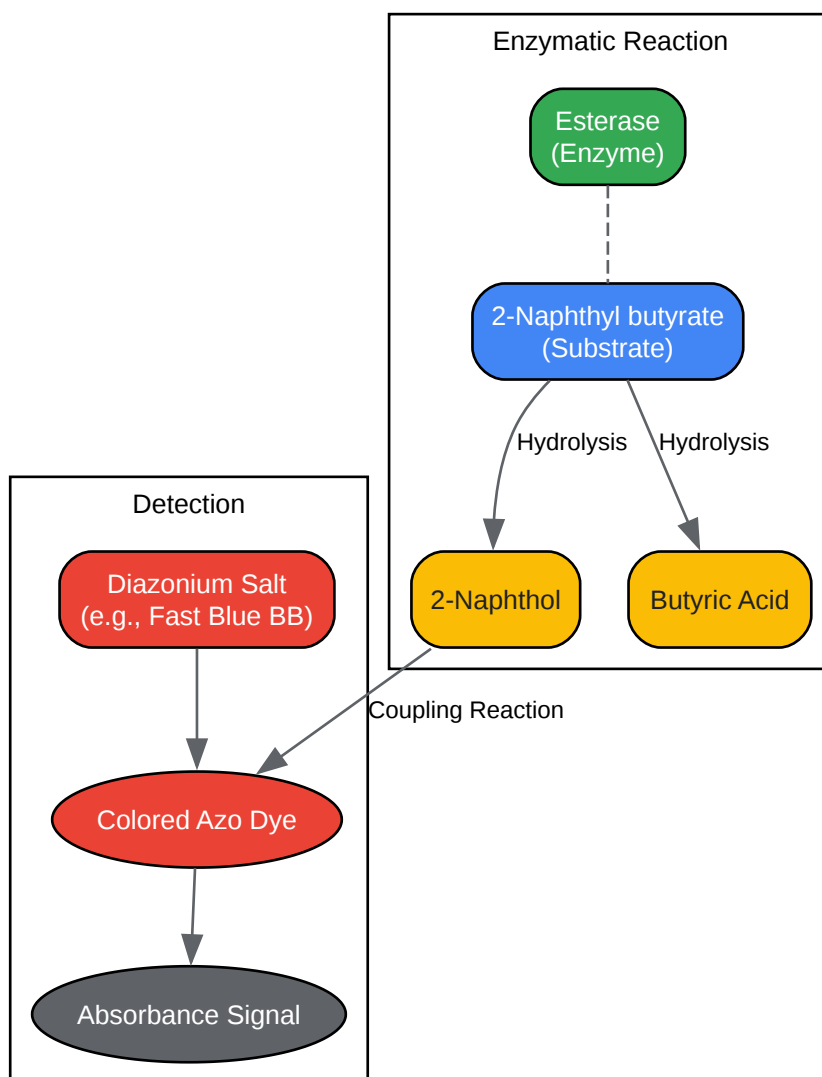 Enzymatic Reaction
Esterase
(Enzyme)
2-Naphthyl butyrate
(Substrate)
Hydrolysis
Hydrolysis
2-Naphthol
Butyric Acid
Detection
Diazonium Salt
(e.g., Fast Blue BB)
Coupling Reaction
Colored Azo Dye
Absorbance Signal